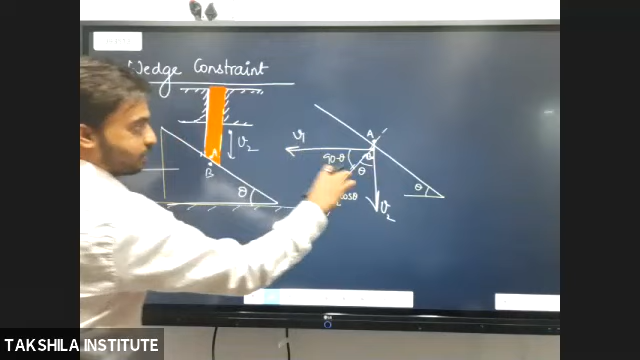 Wedge Constraint
V2
A
B
θ
A
V1
90-θ
θ
cosθ
V2
θ
TAKSHILA INSTITUTE